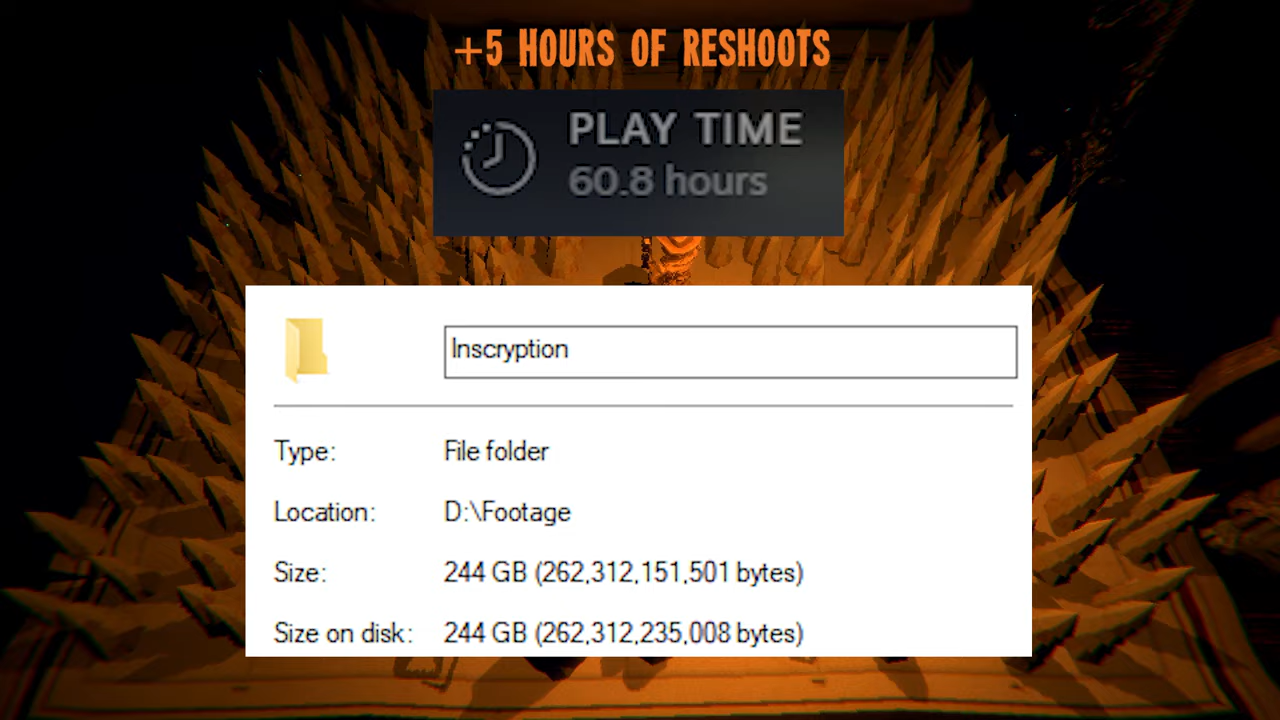 +5 HOURS OF RESHOOTS
PLAY TIME
60.8 hours
Inscryption
Type: File folder
Location: D:\Footage
Size: 244 GB (262,312,151,501 bytes)
Size on disk: 244 GB (262,312,235,008 bytes)